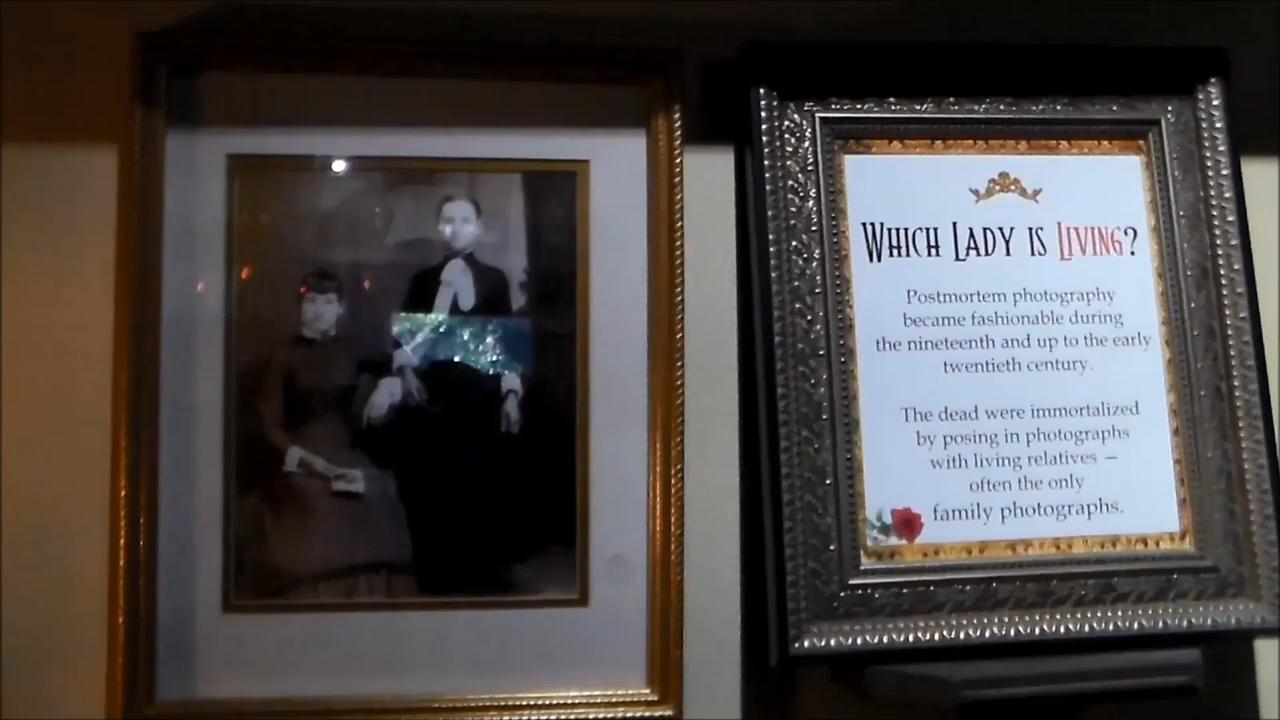 WHICH LADY IS LIVING?
Postmortem photography
became fashionable during
the nineteenth and up to the early
twentieth century.
The dead were immortalized
by posing in photographs
with living relatives –
often the only
family photographs.